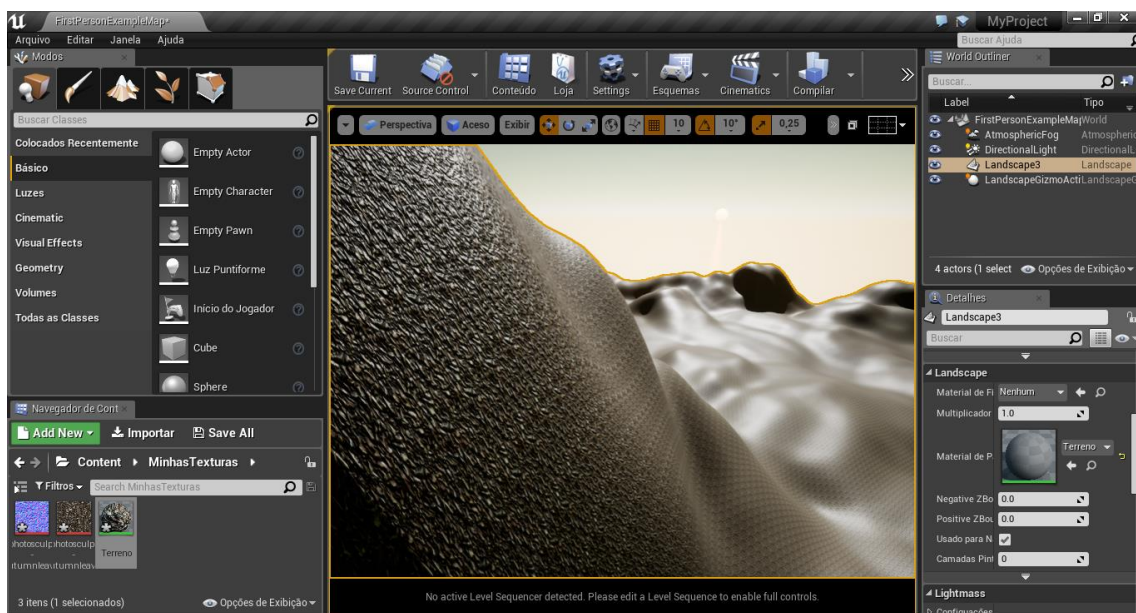 FirstPersonExampleMap*
MyProject
Arquivo Editar Janela Ajuda
Buscar Ajuda
Modos
Buscar Classes
Colocados Recentemente
Básico
Luzes
Cinematic
Visual Effects
Geometry
Volumes
Todas as Classes
Empty Actor
Empty Character
Empty Pawn
Luz Puntiforme
Início do Jogador
Cube
Sphere
Save Current Source Control Conteúdo Loja Settings Esquemas Cinematics Compilar
Perspectiva Aceso Exibir 10 10° 0,25
No active Level Sequencer detected. Please edit a Level Sequence to enable full controls.
Navegador de Cont
Add New Importar Save All
Content MinhasTexturas
Filtros Search MinhasTexturas
Terreno
3 itens (1 selecionados) Opções de Exibição
World Outliner
Buscar...
Label Tipo
FirstPersonExampleMap World
AtmosphericFog Atmospheric
DirectionalLight DirectionalL
Landscape3 Landscape
LandscapeGizmoActi LandscapeG
4 actors (1 select Opções de Exibição
Detalhes
Landscape3
Buscar
Landscape
Material de Fi Nenhum
Multiplicador 1.0
Material de P Terreno
Negative ZBo 0.0
Positive ZBou 0.0
Usado para N
Camadas Pint 0
Lightmass